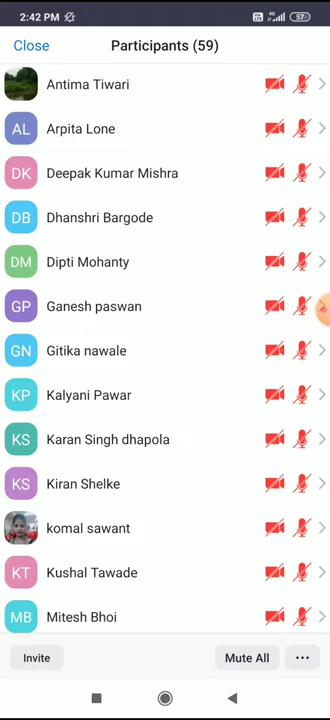 2:42 PM
4G
57
Close
Participants (59)
Antima Tiwari
AL Arpita Lone
DK Deepak Kumar Mishra
DB Dhanshri Bargode
DM Dipti Mohanty
GP Ganesh paswan
GN Gitika nawale
KP Kalyani Pawar
KS Karan Singh dhapola
KS Kiran Shelke
komal sawant
KT Kushal Tawade
MB Mitesh Bhoi
Invite
Mute All